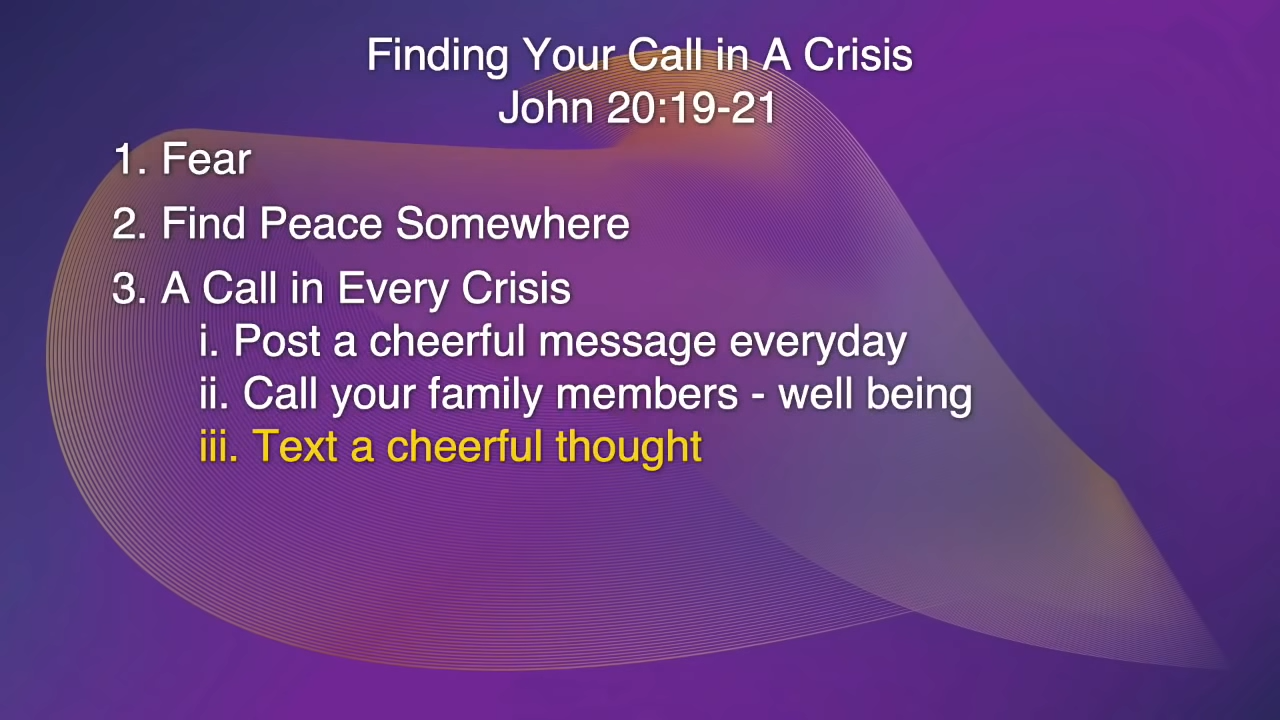 Finding Your Call in A Crisis
John 20:19-21
1. Fear
2. Find Peace Somewhere
3. A Call in Every Crisis
i. Post a cheerful message everyday
ii. Call your family members - well being
iii. Text a cheerful thought